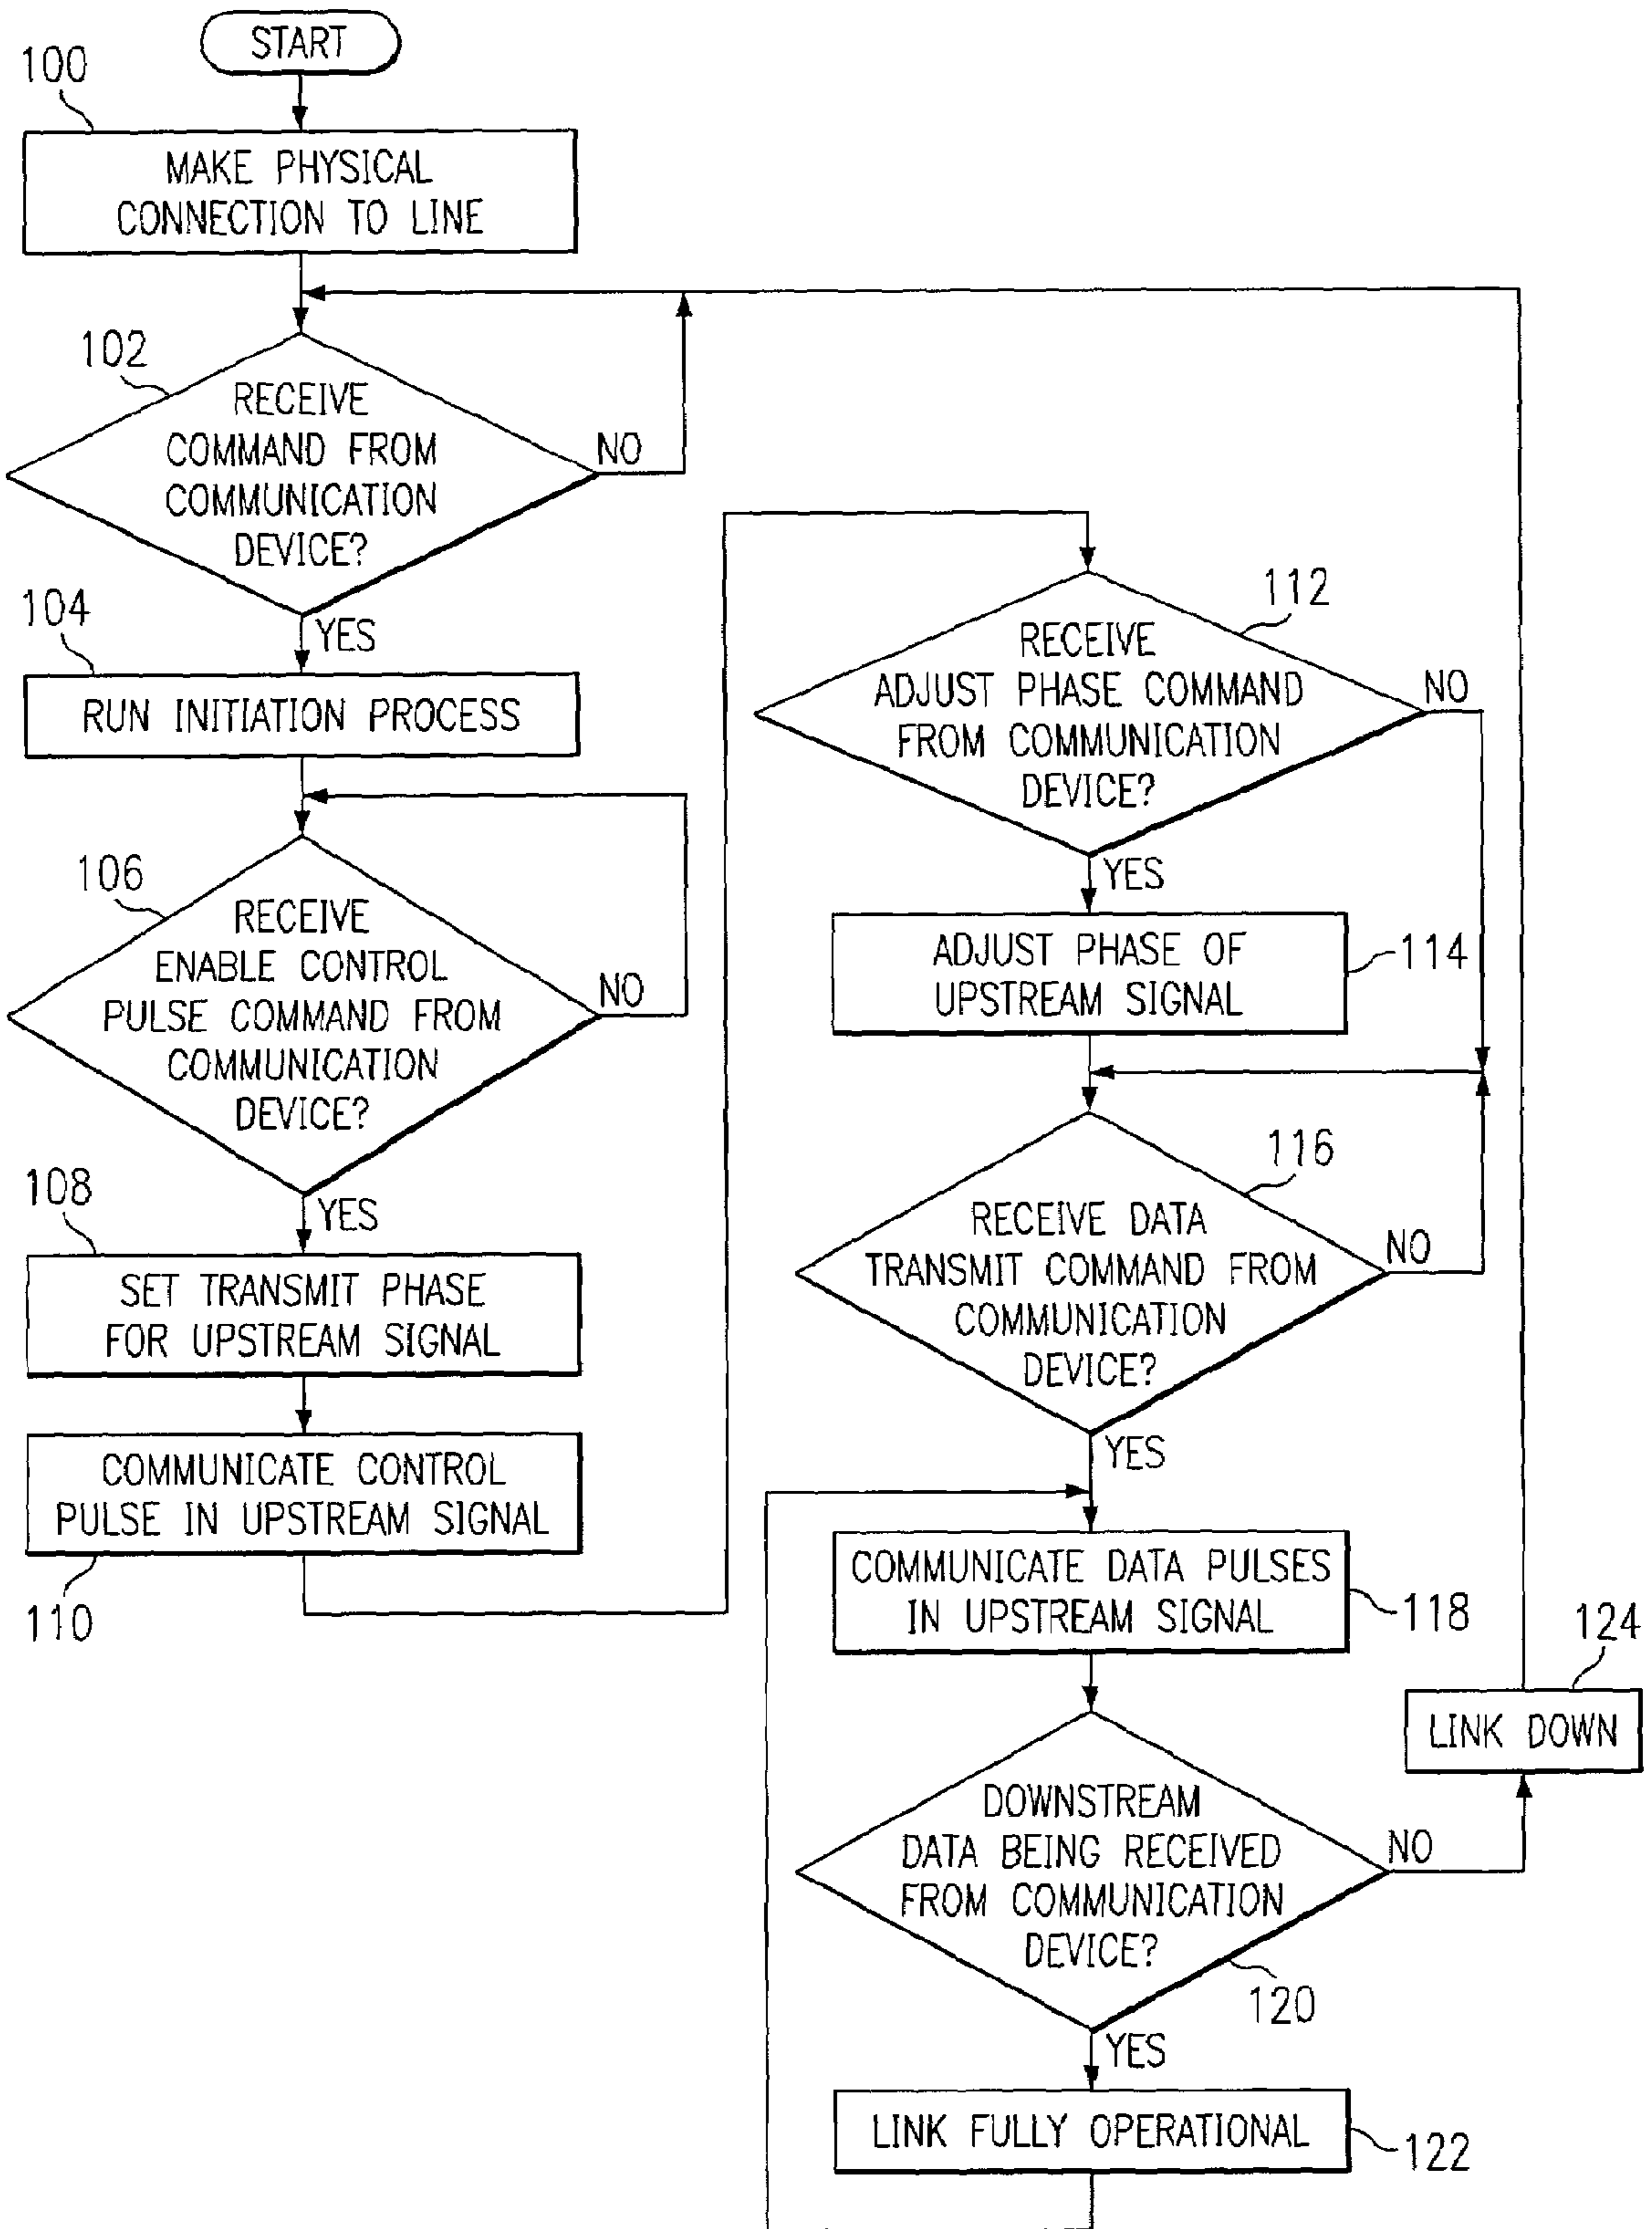 START
100
MAKE PHYSICAL
CONNECTION TO LINE
102
RECEIVE
COMMAND FROM
COMMUNICATION
DEVICE?
NO
YES
104
RUN INITIATION PROCESS
106
RECEIVE
ENABLE CONTROL
PULSE COMMAND FROM
COMMUNICATION
DEVICE?
NO
YES
108
SET TRANSMIT PHASE
FOR UPSTREAM SIGNAL
COMMUNICATE CONTROL
PULSE IN UPSTREAM SIGNAL
110
112
RECEIVE
ADJUST PHASE COMMAND
FROM COMMUNICATION
DEVICE?
NO
YES
ADJUST PHASE OF
UPSTREAM SIGNAL
114
116
RECEIVE DATA
TRANSMIT COMMAND FROM
COMMUNICATION
DEVICE?
NO
YES
COMMUNICATE DATA PULSES
IN UPSTREAM SIGNAL
118
124
LINK DOWN
DOWNSTREAM
DATA BEING RECEIVED
FROM COMMUNICATION
DEVICE?
NO
120
YES
LINK FULLY OPERATIONAL
122